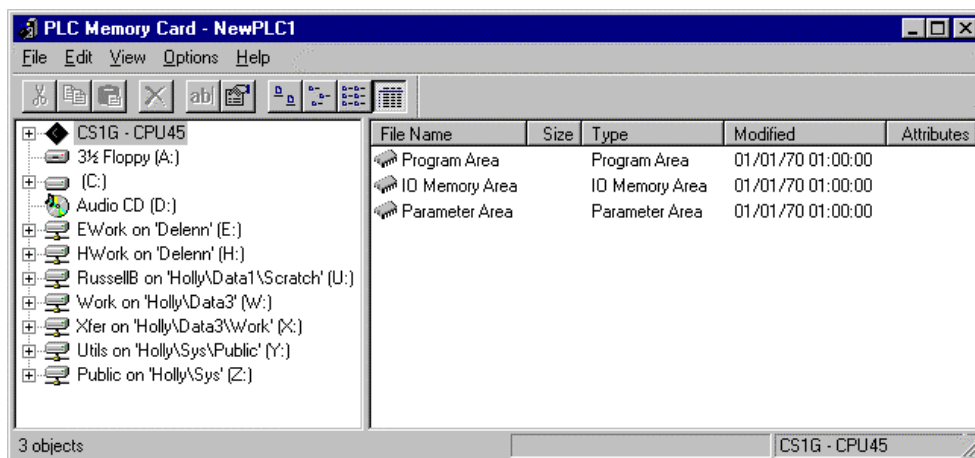 PLC Memory Card - NewPLC1
File Edit View Options Help
ab
CS1G - CPU45
3½ Floppy (A:)
(C:)
Audio CD (D:)
EWork on 'Delenn' (E:)
HWork on 'Delenn' (H:)
RussellB on 'Holly\Data1\Scratch' (U:)
Work on 'Holly\Data3' (W:)
Xfer on 'Holly\Data3\Work' (X:)
Utils on 'Holly\Sys\Public' (Y:)
Public on 'Holly\Sys' (Z:)
File Name Size Type Modified Attributes
Program Area Program Area 01/01/70 01:00:00
IO Memory Area IO Memory Area 01/01/70 01:00:00
Parameter Area Parameter Area 01/01/70 01:00:00
3 objects CS1G - CPU45